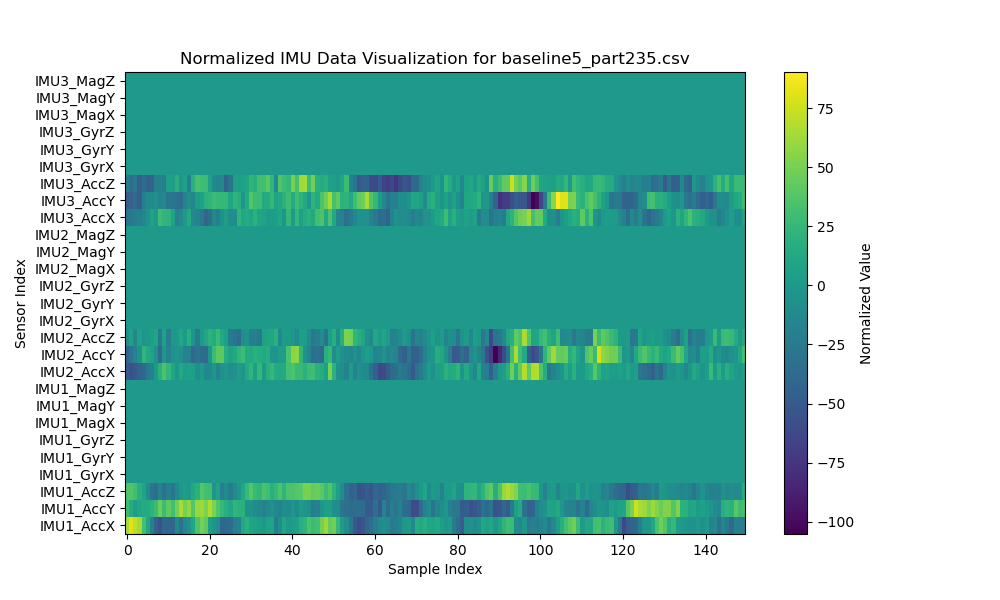 Normalized IMU Data Visualization for baseline5_part235.csv
IMU3_MagZ
IMU3_MagY
IMU3_MagX
IMU3_GyrZ
IMU3_GyrY
IMU3_GyrX
IMU3_AccZ
IMU3_AccY
IMU3_AccX
IMU2_MagZ
IMU2_MagY
IMU2_MagX
IMU2_GyrZ
IMU2_GyrY
IMU2_GyrX
IMU2_AccZ
IMU2_AccY
IMU2_AccX
IMU1_MagZ
IMU1_MagY
IMU1_MagX
IMU1_GyrZ
IMU1_GyrY
IMU1_GyrX
IMU1_AccZ
IMU1_AccY
IMU1_AccX
Sensor Index
0 20 40 60 80 100 120 140
Sample Index
75
50
25
0
−25
−50
−75
−100
Normalized Value